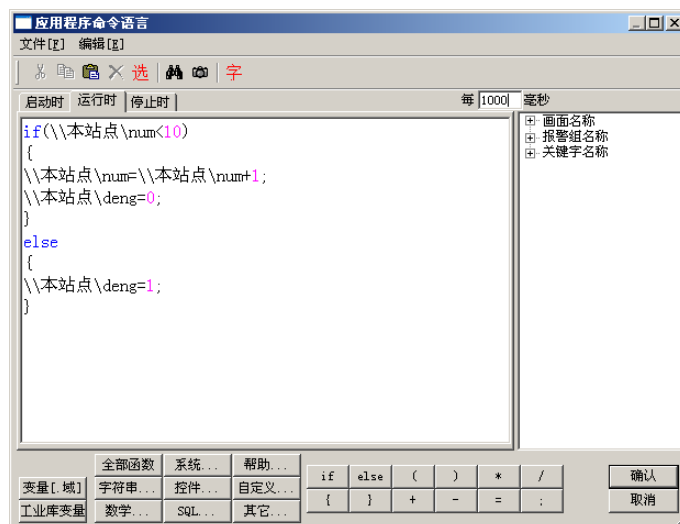 应用程序命令语言
文件[F] 编辑[E]
选 字
启动时 运行时 停止时 每 1000 毫秒
if(\\本站点\num<10)
{
\\本站点\num=\\本站点\num+1;
\\本站点\deng=0;
}
else
{
\\本站点\deng=1;
}
画面名称
报警组名称
关键字名称
全部函数 系统... 帮助...
if else ( ) * / 确认
变量[.域] 字符串... 控件... 自定义...
{ } + - = ; 取消
工业库变量 数学... SQL... 其它...